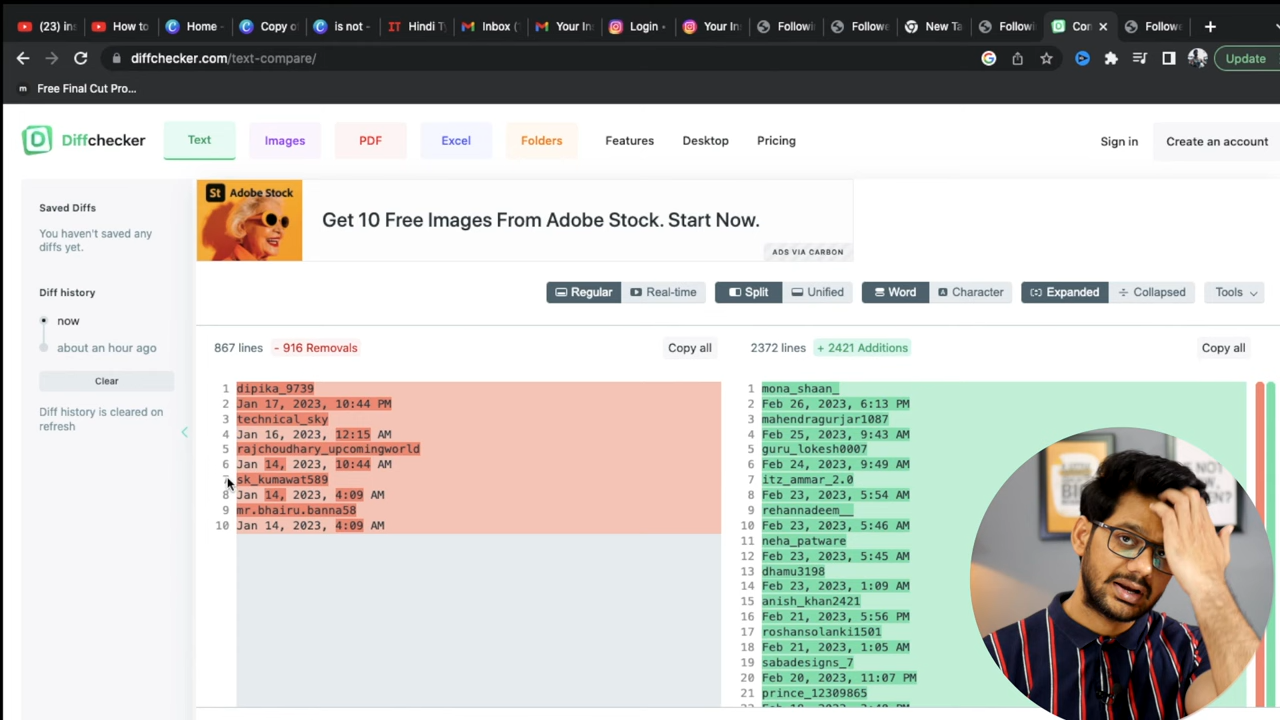 (23) in
How to
Home -
Copy of
is not -
IT Hindi Ty
Inbox (
Your In
Login •
Your In
Followin
Followe
New Ta
Followi
Con
Followe
diffchecker.com/text-compare/
Update
m Free Final Cut Pro...
Diffchecker
Text
Images
PDF
Excel
Folders
Features
Desktop
Pricing
Sign in
Create an account
Saved Diffs
You haven't saved any
diffs yet.
Diff history
now
about an hour ago
Clear
Diff history is cleared on
refresh
St Adobe Stock
Get 10 Free Images From Adobe Stock. Start Now.
ADS VIA CARBON
Regular
Real-time
Split
Unified
Word
Character
Expanded
Collapsed
Tools
867 lines - 916 Removals
Copy all
1 dipika_9739
2 Jan 17, 2023, 10:44 PM
3 technical_sky
4 Jan 16, 2023, 12:15 AM
5 rajchoudhary_upcomingworld
6 Jan 14, 2023, 10:44 AM
7 sk_kumawat589
8 Jan 14, 2023, 4:09 AM
9 mr.bhairu.banna58
10 Jan 14, 2023, 4:09 AM
2372 lines + 2421 Additions
Copy all
1 mona_shaan_
2 Feb 26, 2023, 6:13 PM
3 mahendragurjar1087
4 Feb 25, 2023, 9:43 AM
5 guru_lokesh0007
6 Feb 24, 2023, 9:49 AM
7 itz_ammar_2.0
8 Feb 23, 2023, 5:54 AM
9 rehannadeem__
10 Feb 23, 2023, 5:46 AM
11 neha_patware
12 Feb 23, 2023, 5:45 AM
13 dhamu3198
14 Feb 23, 2023, 1:09 AM
15 anish_khan2421
16 Feb 21, 2023, 5:56 PM
17 roshansolanki1501
18 Feb 21, 2023, 1:05 AM
19 sabadesigns_7
20 Feb 20, 2023, 11:07 PM
21 prince_12309865